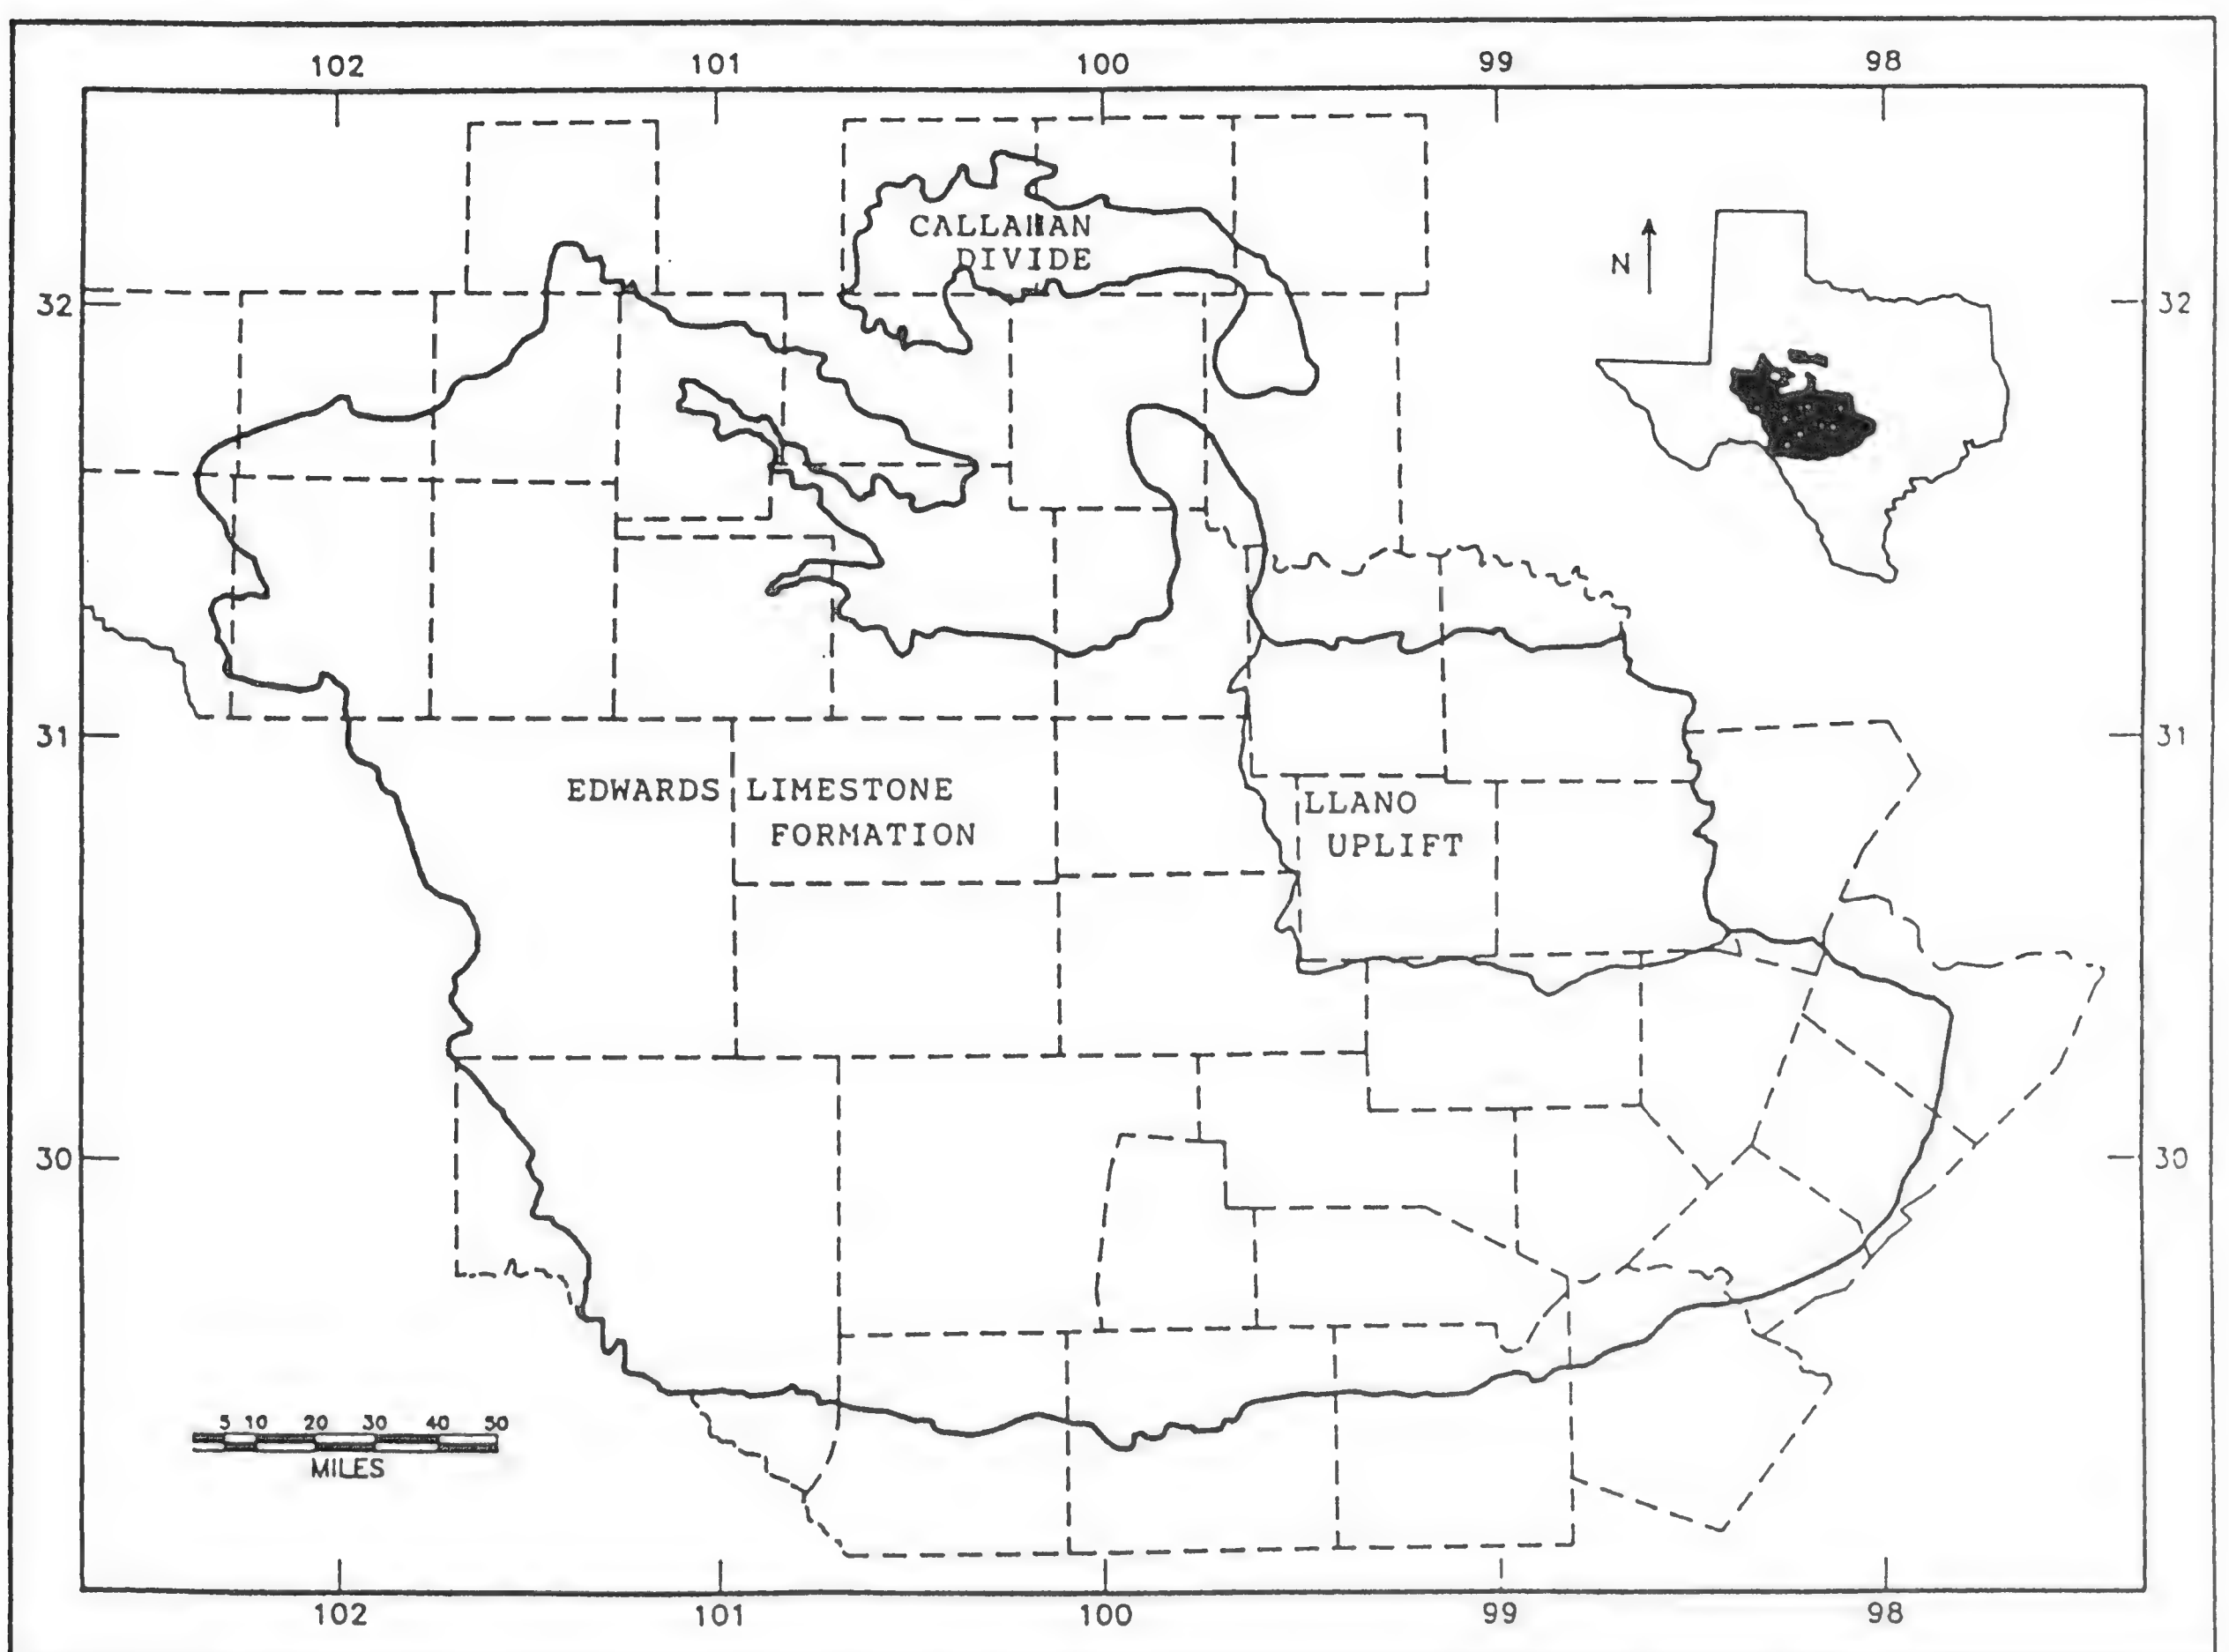 102 101 100 99 98
CALLAHAN
DIVIDE
N
32 32
31 31
EDWARDS LIMESTONE
FORMATION
LLANO
UPLIFT
30 30
5 10 20 30 40 50
MILES
102 101 100 99 98